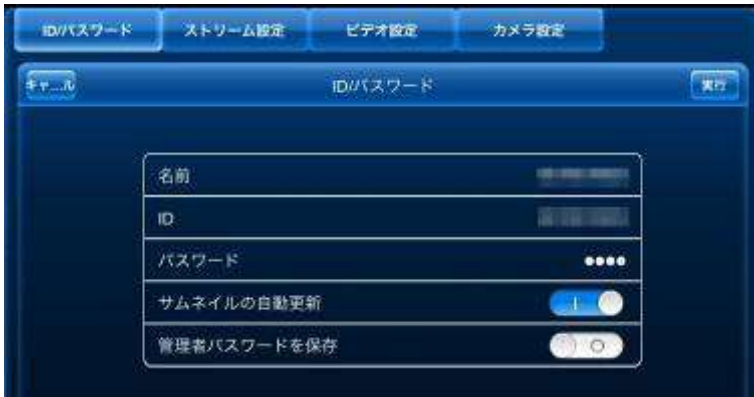 ID/パスワード ストリーム設定 ビデオ設定 カメラ設定
キャ...ル ID/パスワード 実行
名前
ID
パスワード ●●●●
サムネイルの自動更新
管理者パスワードを保存